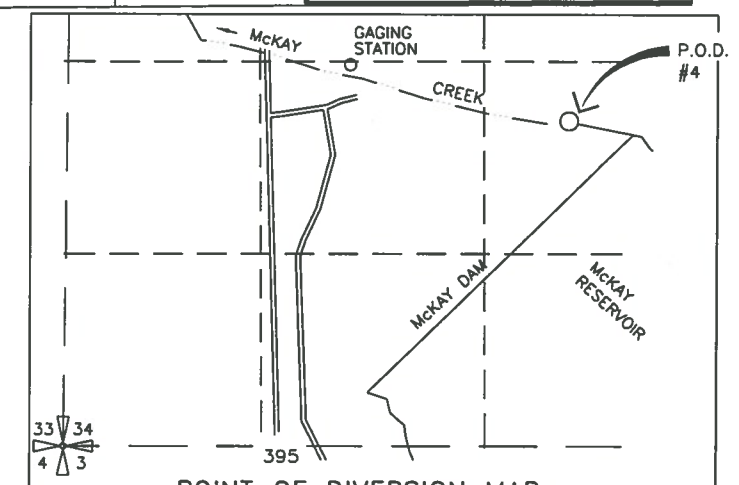 GAGING
STATION
McKAY
P.O.D.
#4
CREEK
McKAY DAM
McKAY
RESERVOIR
33 34
4 3
395
POINT OF DIVERSION MAP